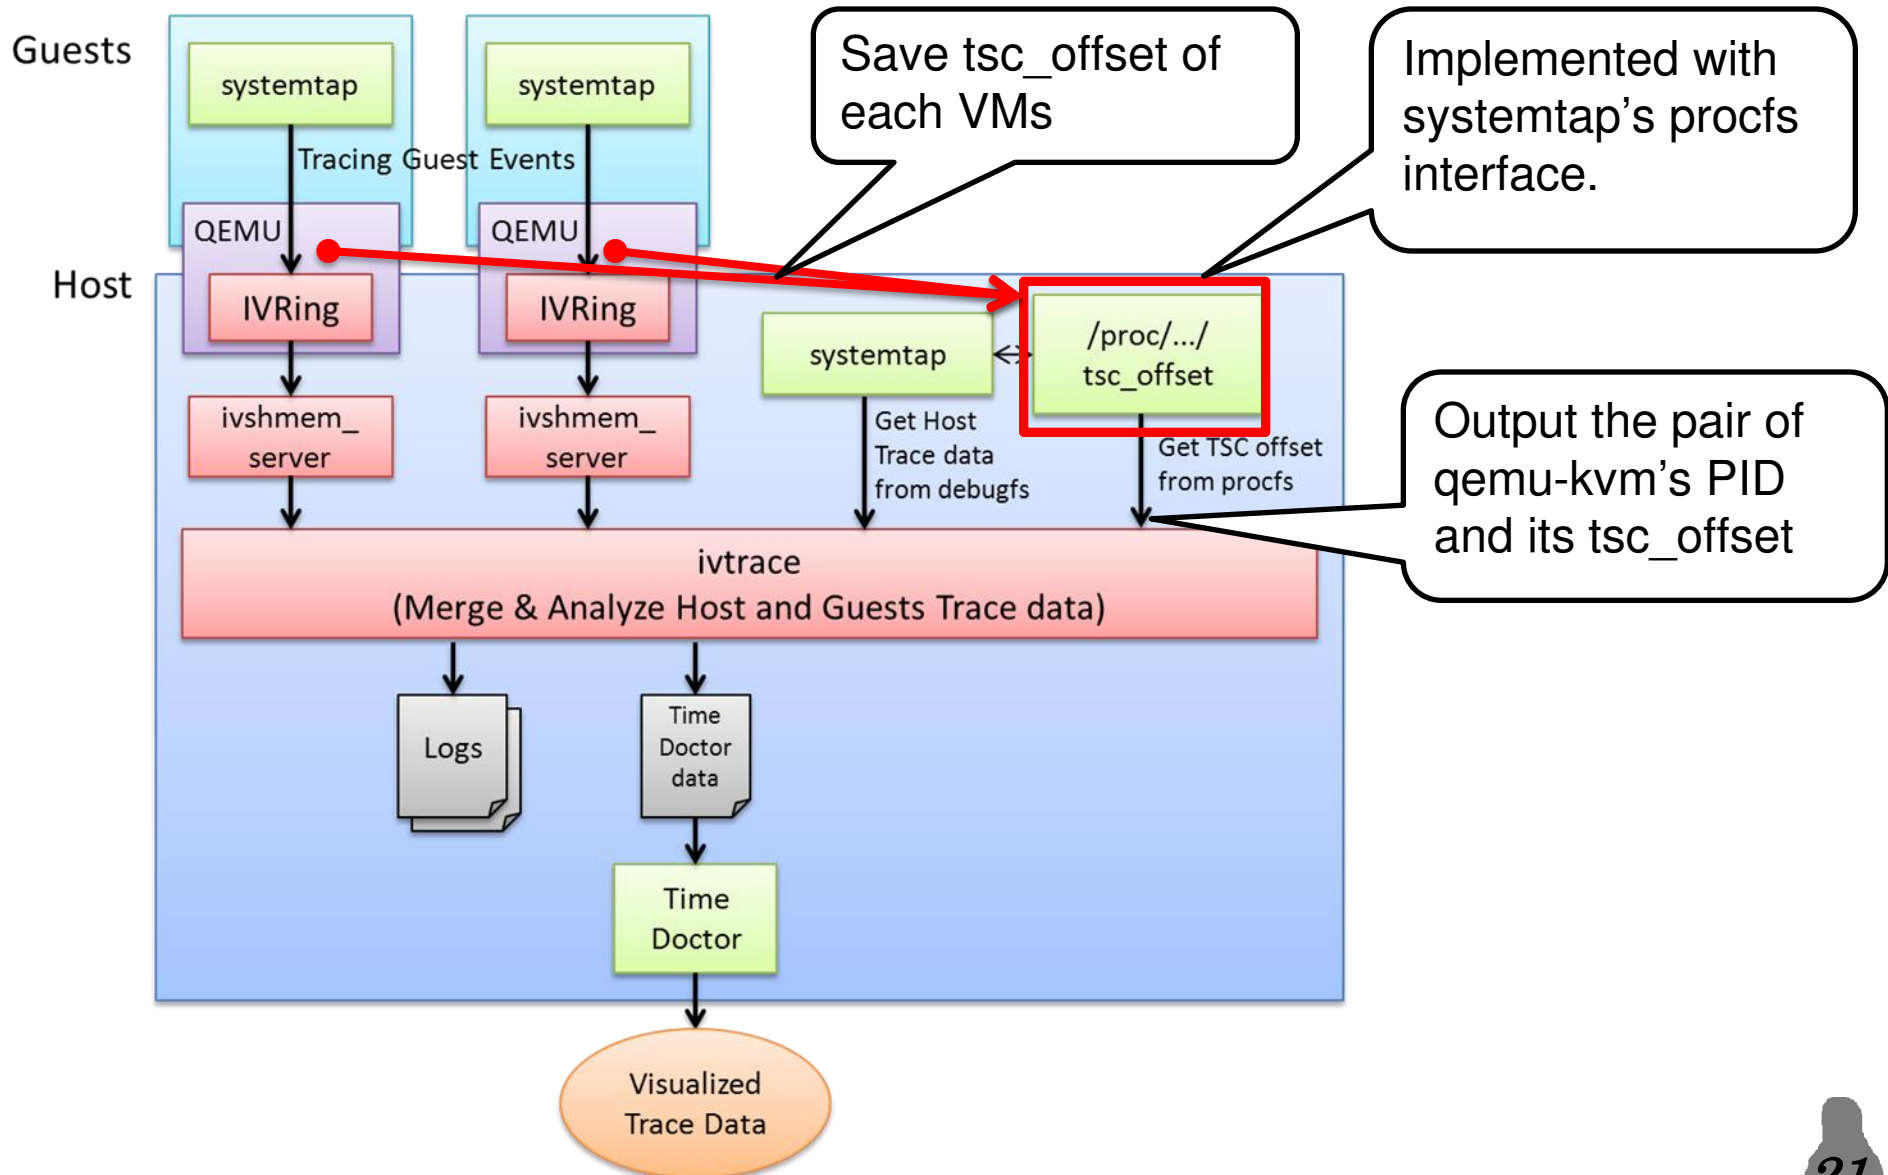 Guests
systemtap
systemtap
Save tsc_offset of
each VMs
Implemented with
systemtap’s procfs
interface.
Tracing Guest Events
QEMU
QEMU
Host
IVRing
IVRing
systemtap
/proc/.../
tsc_offset
ivshmem_
server
ivshmem_
server
Get Host
Trace data
from debugfs
Get TSC offset
from procfs
Output the pair of
qemu-kvm’s PID
and its tsc_offset
ivtrace
(Merge & Analyze Host and Guests Trace data)
Logs
Time
Doctor
data
Time
Doctor
Visualized
Trace Data
21